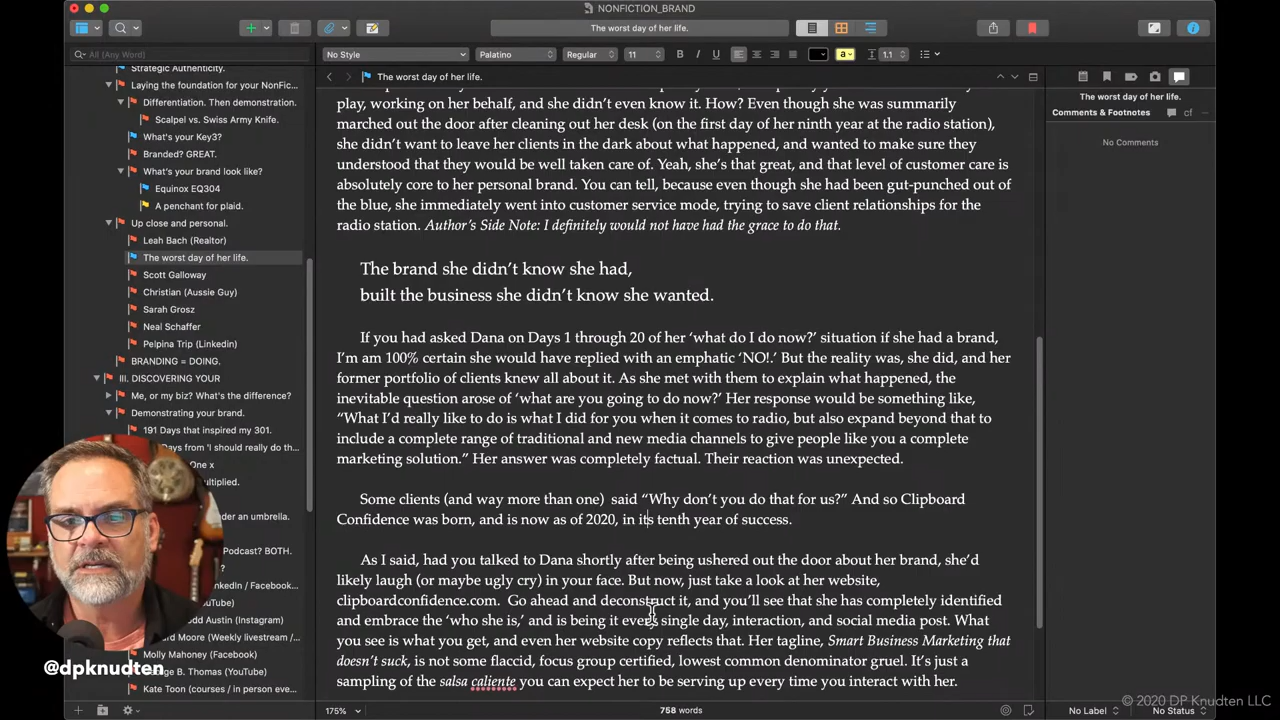 NONFICTION_BRAND
The worst day of her life.
All (Any Word)
No Style
Palatino
Regular
11
B I U
a
1.1
Strategic Authenticity.
Laying the foundation for your NonFic...
Differentiation. Then demonstration.
Scalpel vs. Swiss Army Knife.
What's your Key3?
Branded? GREAT.
What's your brand look like?
Equinox EQ304
A penchant for plaid.
Up close and personal.
Leah Bach (Realtor)
The worst day of her life.
Scott Galloway
Christian (Aussie Guy)
Sarah Grosz
Neal Schaffer
Pelpina Trip (Linkedin)
BRANDING = DOING.
III. DISCOVERING YOUR
Me, or my biz? What's the difference?
Demonstrating your brand.
191 Days that inspired my 301.
Days from 'I should really do th...
One x
ultiplied.
nder an umbrella.
Podcast? BOTH.
inkedIn / Facebook...
ard Moore (Weekly livestream /...
Molly Mahoney (Facebook)
rge B. Thomas (YouTube)
Kate Toon (courses / in person eve...
The worst day of her life.
play, working on her behalf, and she didn't even know it. How? Even though she was summarily
marched out the door after cleaning out her desk (on the first day of her ninth year at the radio station),
she didn't want to leave her clients in the dark about what happened, and wanted to make sure they
understood that they would be well taken care of. Yeah, she's that great, and that level of customer care is
absolutely core to her personal brand. You can tell, because even though she had been gut-punched out of
the blue, she immediately went into customer service mode, trying to save client relationships for the
radio station. Author's Side Note: I definitely would not have had the grace to do that.
The brand she didn't know she had,
built the business she didn't know she wanted.
If you had asked Dana on Days 1 through 20 of her 'what do I do now?' situation if she had a brand,
I'm am 100% certain she would have replied with an emphatic 'NO!.' But the reality was, she did, and her
former portfolio of clients knew all about it. As she met with them to explain what happened, the
inevitable question arose of 'what are you going to do now?' Her response would be something like,
“What I'd really like to do is what I did for you when it comes to radio, but also expand beyond that to
include a complete range of traditional and new media channels to give people like you a complete
marketing solution.” Her answer was completely factual. Their reaction was unexpected.
Some clients (and way more than one) said “Why don't you do that for us?” And so Clipboard
Confidence was born, and is now as of 2020, in its tenth year of success.
As I said, had you talked to Dana shortly after being ushered out the door about her brand, she'd
likely laugh (or maybe ugly cry) in your face. But now, just take a look at her website,
clipboardconfidence.com. Go ahead and deconstruct it, and you'll see that she has completely identified
and embrace the 'who she is,' and is being it every single day, interaction, and social media post. What
you see is what you get, and even her website copy reflects that. Her tagline, Smart Business Marketing that
doesn't suck, is not some flaccid, focus group certified, lowest common denominator gruel. It's just a
sampling of the salsa caliente you can expect her to be serving up every time you interact with her.
175%
758 words
The worst day of her life.
Comments & Footnotes
cf
No Comments
No Label
No Status
@dpknudten
© 2020 DP Knudten LLC